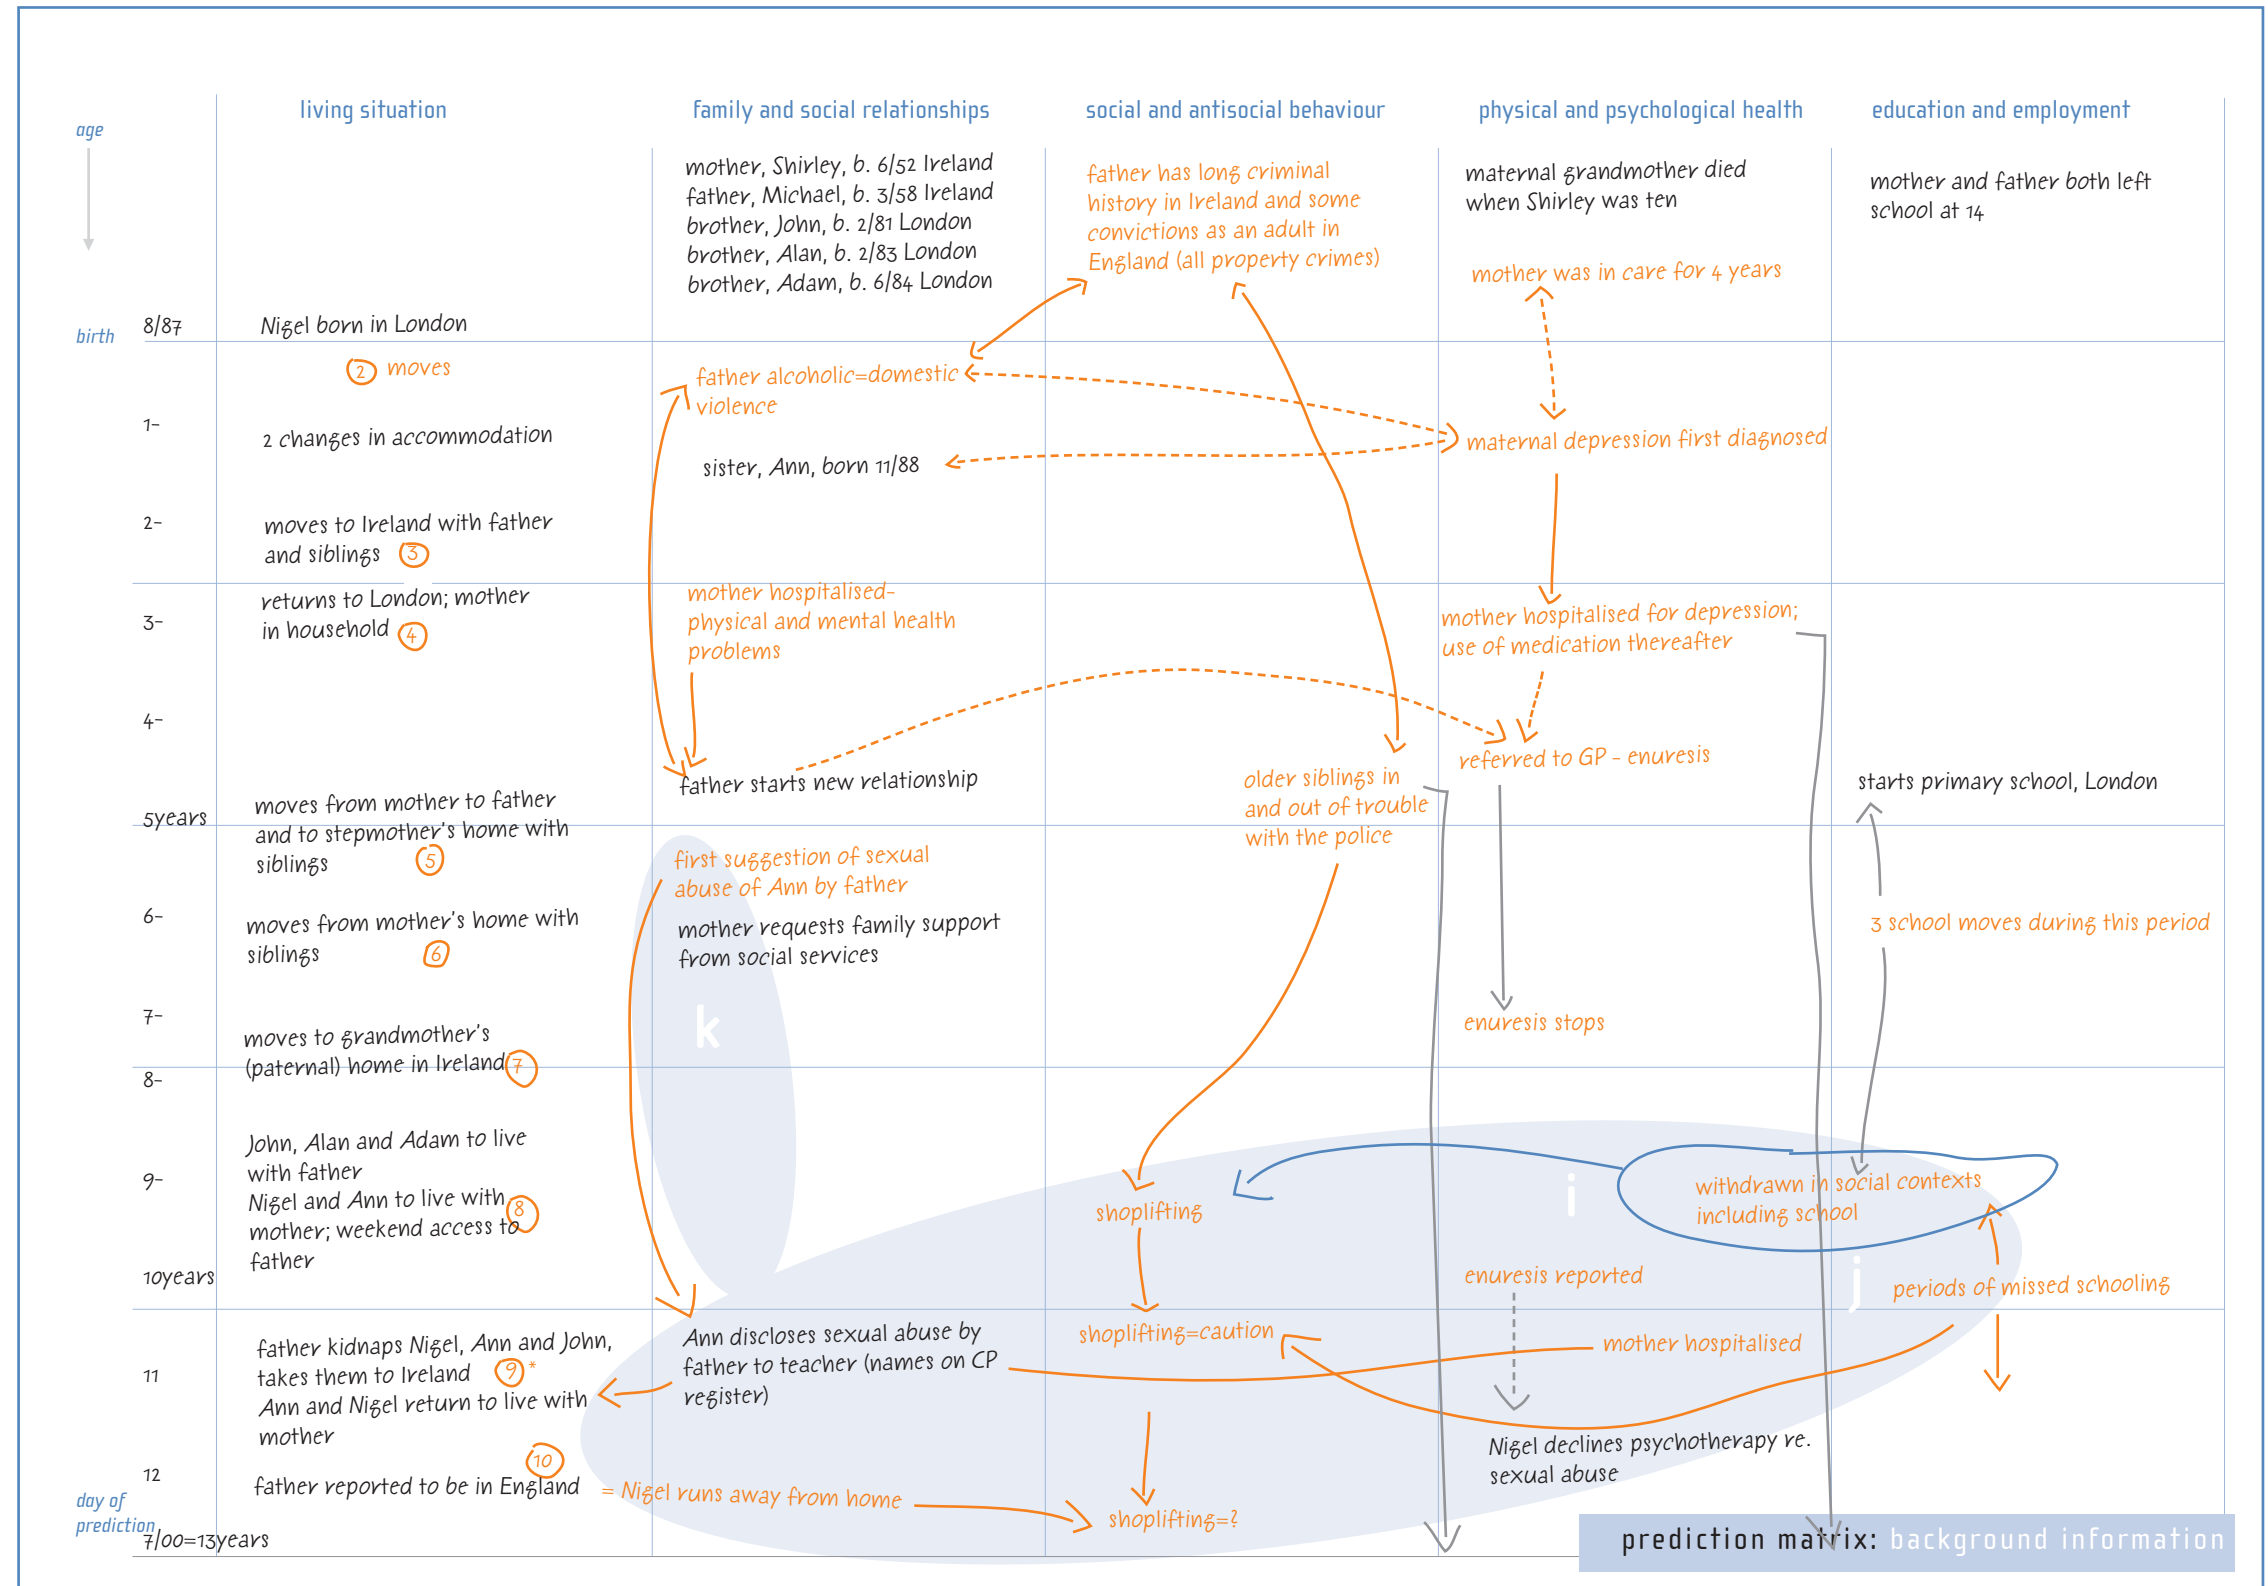 living situation
family and social relationships
social and antisocial behaviour
physical and psychological health
education and employment
age
mother, Shirley, b. 6/52 Ireland
father, Michael, b. 3/58 Ireland
brother, John, b. 2/81 London
brother, Alan, b. 2/83 London
brother, Adam, b. 6/84 London
father has long criminal
history in Ireland and some
convictions as an adult in
England (all property crimes)
maternal grandmother died
when Shirley was ten
mother was in care for 4 years
mother and father both left
school at 14
birth
8/87
Nigel born in London
2 moves
father alcoholic=domestic
violence
1-
2 changes in accommodation
sister, Ann, born 11/88
maternal depression first diagnosed
2-
moves to Ireland with father
and siblings 3
3-
returns to London; mother
in household 4
mother hospitalised-
physical and mental health
problems
mother hospitalised for depression;
use of medication thereafter
4-
father starts new relationship
older siblings in
and out of trouble
with the police
referred to GP - enuresis
starts primary school, London
5years
moves from mother to father
and to stepmother's home with
siblings 5
first suggestion of sexual
abuse of Ann by father
6-
moves from mother's home with
siblings 6
mother requests family support
from social services
3 school moves during this period
7-
moves to grandmother's
(paternal) home in Ireland 7
k
enuresis stops
8-
John, Alan and Adam to live
with father
9-
Nigel and Ann to live with
mother; weekend access to
father
8
shoplifting
i
withdrawn in social contexts
including school
10years
enuresis reported
j
periods of missed schooling
11
father kidnaps Nigel, Ann and John,
takes them to Ireland 9 *
Ann and Nigel return to live with
mother
Ann discloses sexual abuse by
father to teacher (names on CP
register)
shoplifting=caution
mother hospitalised
Nigel declines psychotherapy re.
sexual abuse
12
10
father reported to be in England = Nigel runs away from home
shoplifting=?
day of
prediction
7/00=13years
prediction matrix: background information